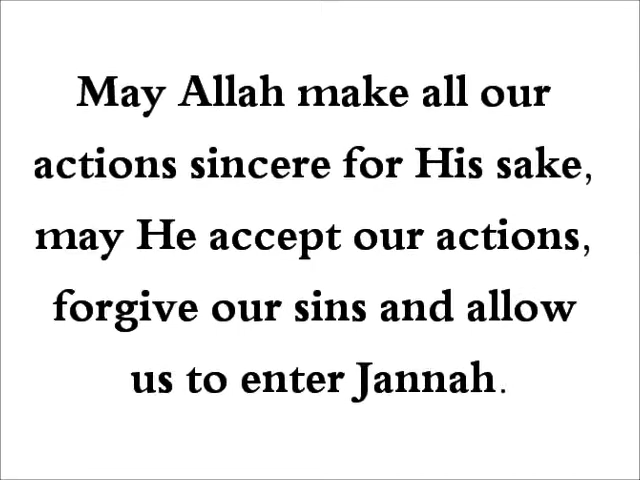 May Allah make all our
actions sincere for His sake,
may He accept our actions,
forgive our sins and allow
us to enter Jannah.